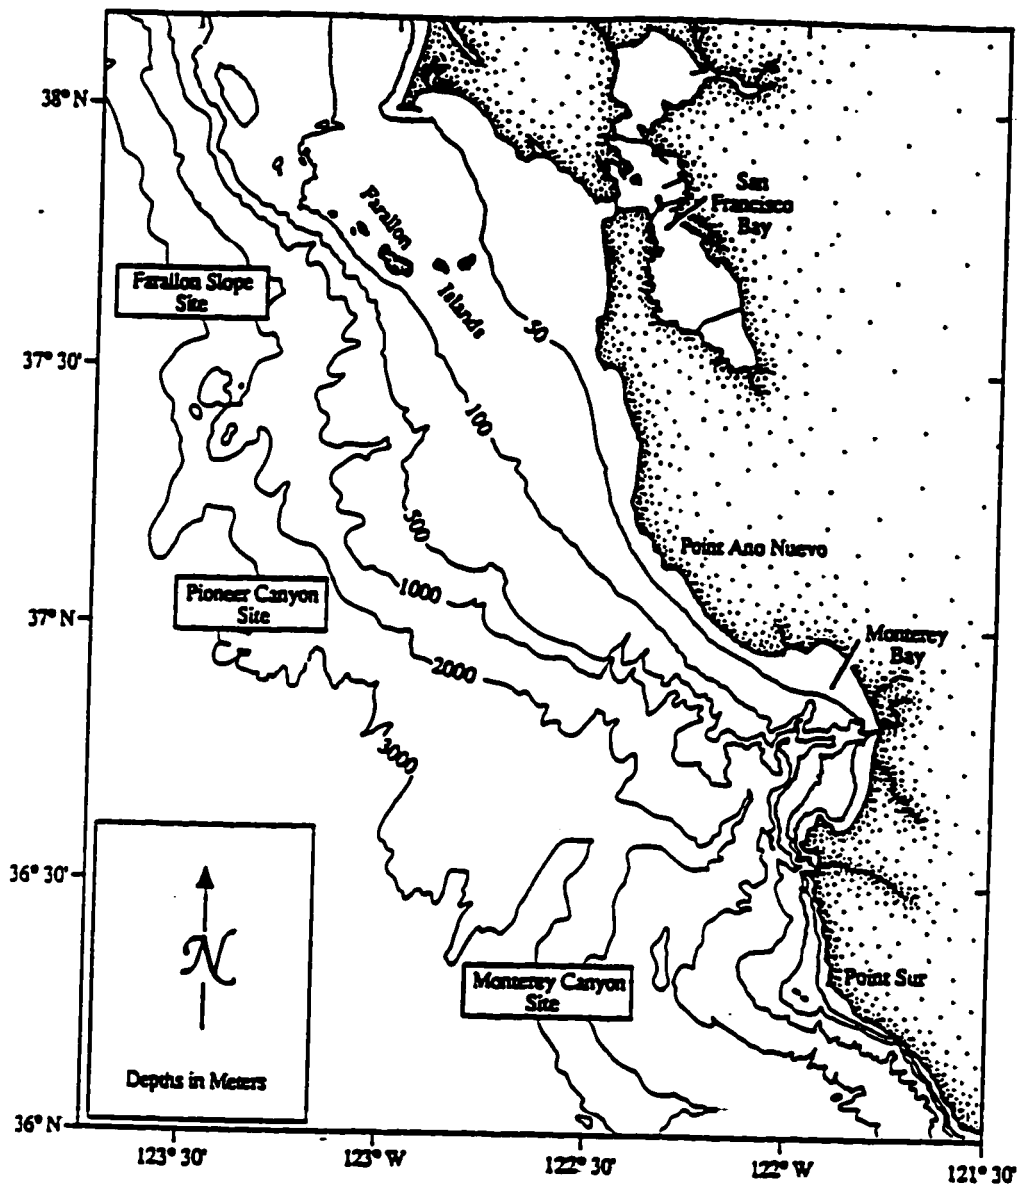 38° N
San
Francisco
Bay
Farallon
Islands
Farallon Slope
Site
50
37° 30'
100
500
Point Ano Nuevo
1000
Pioneer Canyon
Site
37° N
Monterey
Bay
2000
3000
36° 30'
N
Monterey Canyon
Site
Point Sur
Depths in Meters
36° N
123° 30'
123° W
122° 30'
122° W
121° 30'